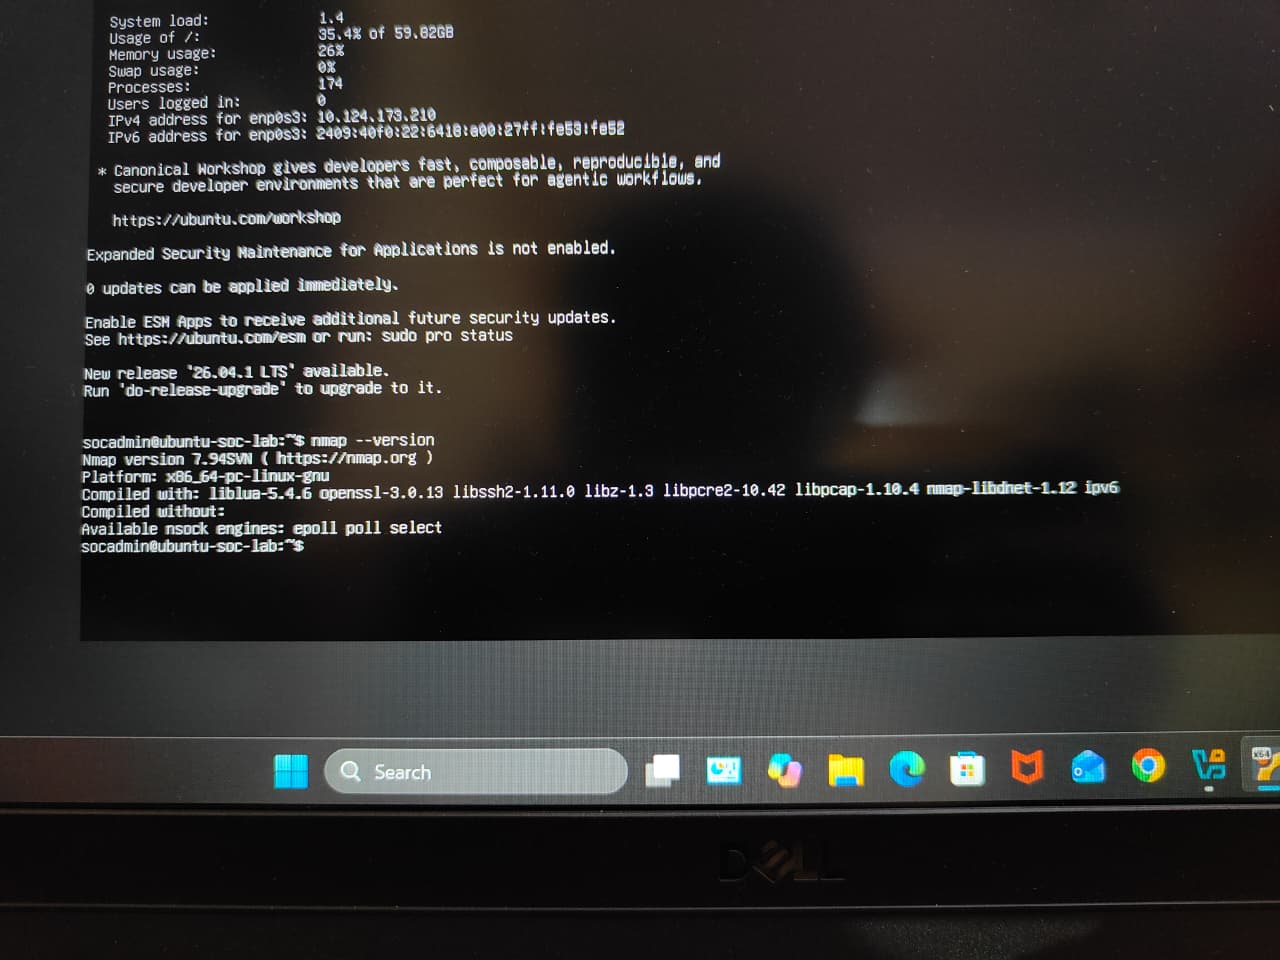 System load: 1.4
Usage of /: 35.4% of 59.82GB
Memory usage: 26%
Swap usage: 0%
Processes: 174
Users logged in: 0
IPv4 address for enp0s3: 10.124.173.210
IPv6 address for enp0s3: 2409:40f0:22:6418:a00:27ff:fe53:fe52
* Canonical Workshop gives developers fast, composable, reproducible, and
secure developer environments that are perfect for agentic workflows.
https://ubuntu.com/workshop
Expanded Security Maintenance for Applications is not enabled.
0 updates can be applied immediately.
Enable ESM Apps to receive additional future security updates.
See https://ubuntu.com/esm or run: sudo pro status
New release '26.04.1 LTS' available.
Run 'do-release-upgrade' to upgrade to it.
socadmin@ubuntu-soc-lab:~$ nmap --version
Nmap version 7.94SVN ( https://nmap.org )
Platform: x86_64-pc-linux-gnu
Compiled with: liblua-5.4.6 openssl-3.0.13 libssh2-1.11.0 libz-1.3 libpcre2-10.42 libpcap-1.10.4 nmap-libdnet-1.12 ipv6
Compiled without:
Available nsock engines: epoll poll select
socadmin@ubuntu-soc-lab:~$
Search
x64
DELL